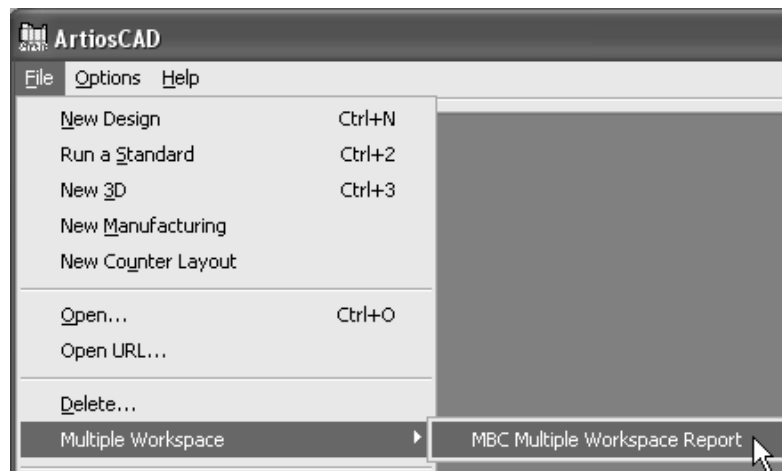 ArtiosCAD
File Options Help
New Design Ctrl+N
Run a Standard Ctrl+2
New 3D Ctrl+3
New Manufacturing
New Counter Layout
Open... Ctrl+O
Open URL...
Delete...
Multiple Workspace MBC Multiple Workspace Report